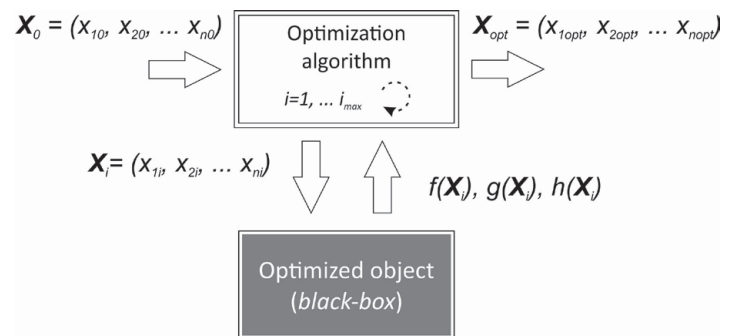 X₀ = (x₁₀, x₂₀, ... xₙ₀)
Optimization
algorithm
i=1, ... iₘₐₓ
Xₒₚₜ = (x₁ₒₚₜ, x₂ₒₚₜ, ... xₙₒₚₜ)
Xᵢ= (x₁ᵢ, x₂ᵢ, ... xₙᵢ)
f(Xᵢ), g(Xᵢ), h(Xᵢ)
Optimized object
(black-box)